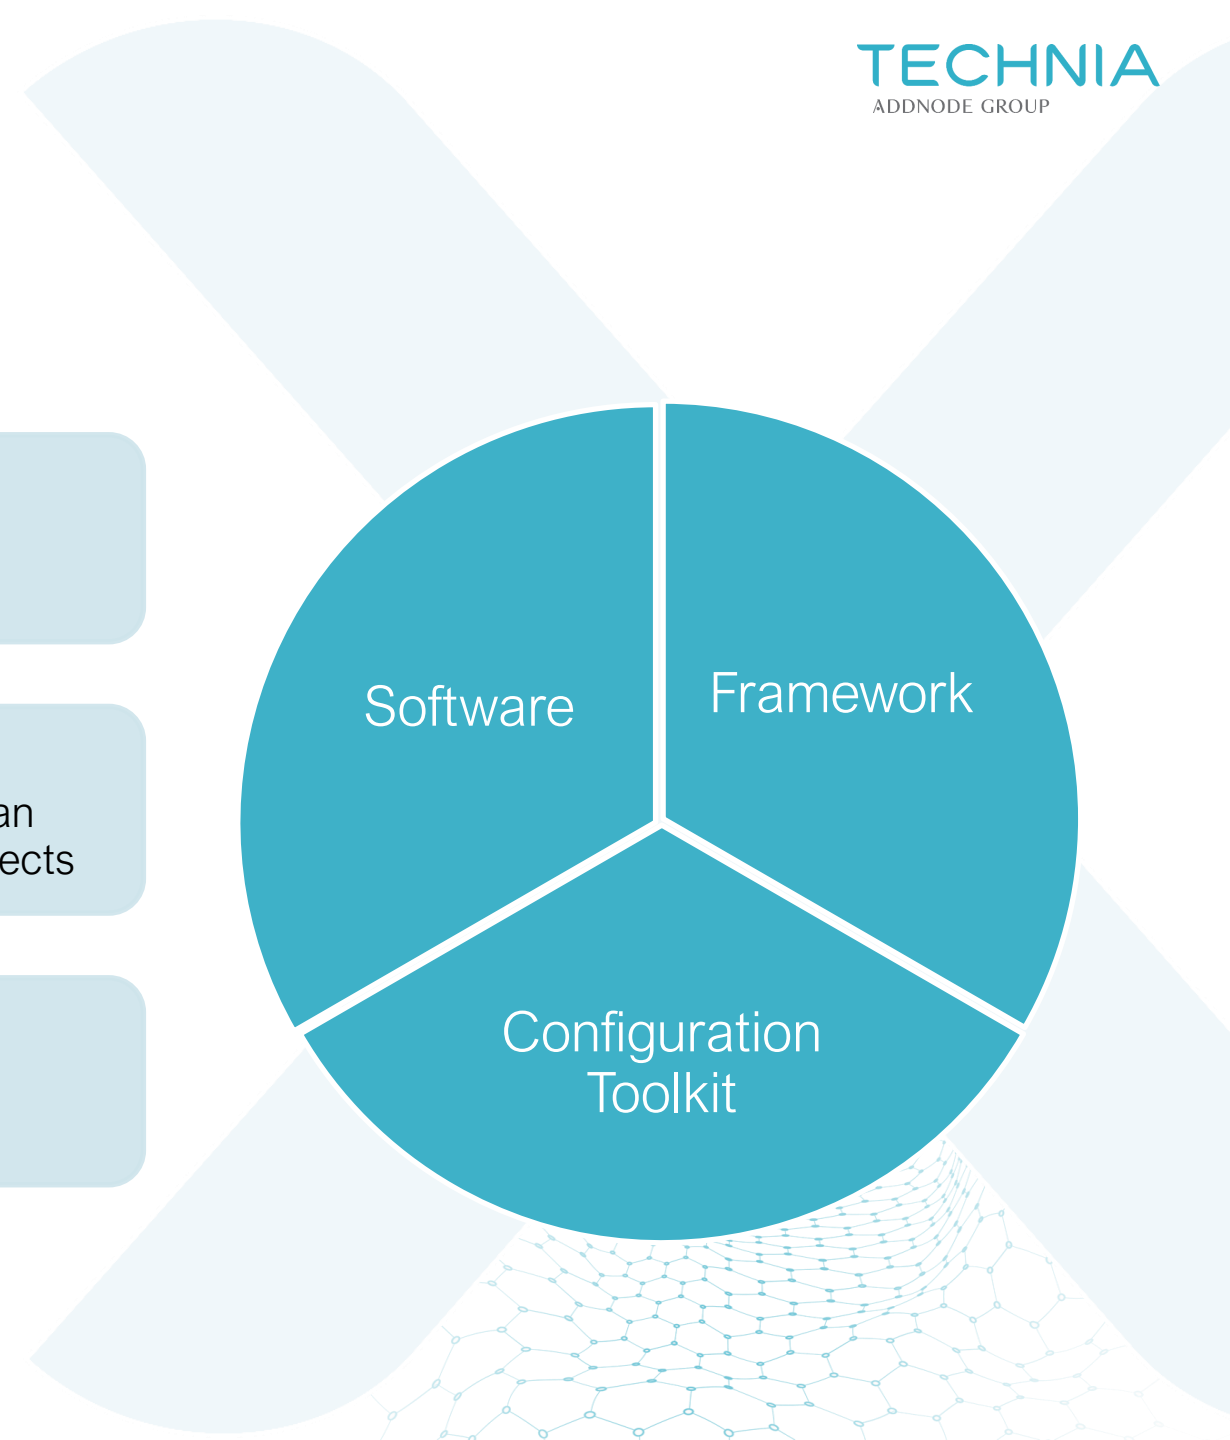 TECHNIA
ADDNODE GROUP
Software
Framework
an
ects
Configuration
Toolkit